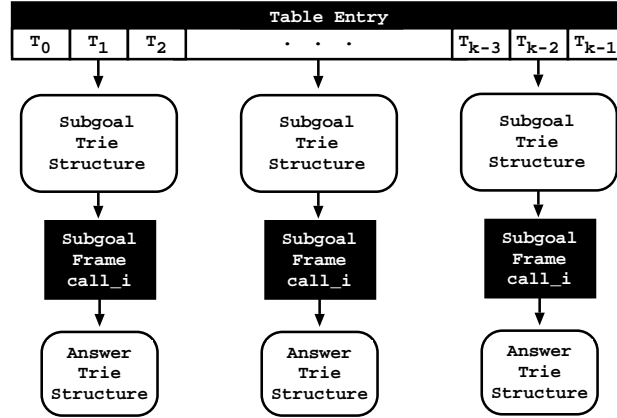 Table Entry
T0 T1 T2 . . . Tk-3 Tk-2 Tk-1
Subgoal
Trie
Structure
Subgoal
Trie
Structure
Subgoal
Trie
Structure
Subgoal
Frame
call_i
Subgoal
Frame
call_i
Subgoal
Frame
call_i
Answer
Trie
Structure
Answer
Trie
Structure
Answer
Trie
Structure